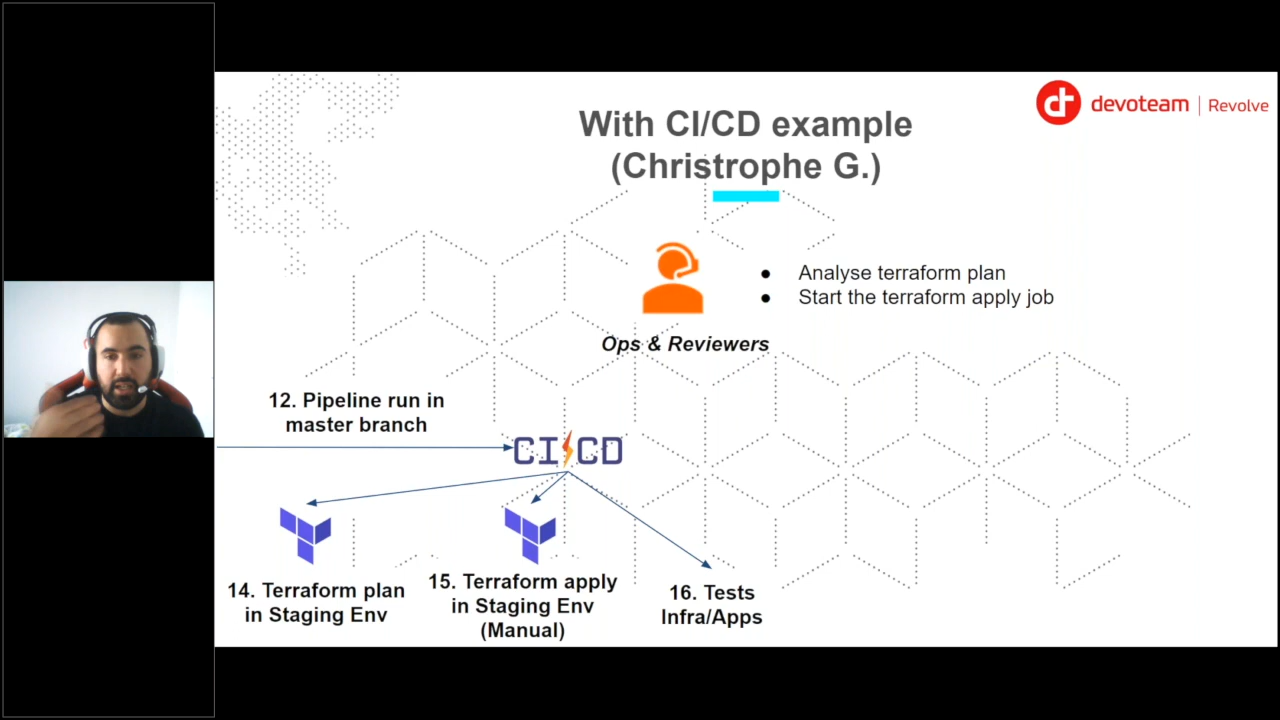 devoteam | Revolve
With CI/CD example
(Christrophe G.)
● Analyse terraform plan
● Start the terraform apply job
Ops & Reviewers
12. Pipeline run in
master branch
CI CD
14. Terraform plan
in Staging Env
15. Terraform apply
in Staging Env
(Manual)
16. Tests
Infra/Apps